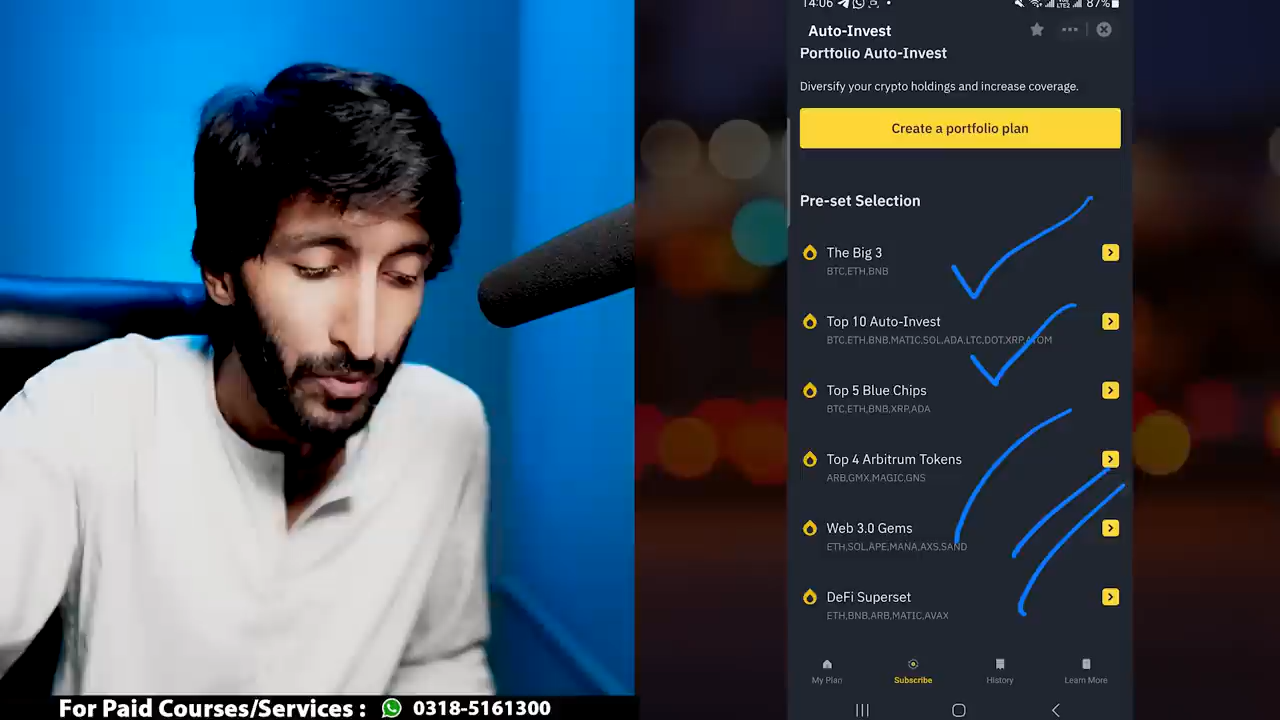 14:06
87%
Auto-Invest
Portfolio Auto-Invest
Diversify your crypto holdings and increase coverage.
Create a portfolio plan
Pre-set Selection
The Big 3
BTC,ETH,BNB
Top 10 Auto-Invest
BTC,ETH,BNB,MATIC,SOL,ADA,LTC,DOT,XRP,ATOM
Top 5 Blue Chips
BTC,ETH,BNB,XRP,ADA
Top 4 Arbitrum Tokens
ARB,GMX,MAGIC,GNS
Web 3.0 Gems
ETH,SOL,APE,MANA,AXS,SAND
DeFi Superset
ETH,BNB,ARB,MATIC,AVAX
My Plan Subscribe History Learn More
For Paid Courses/Services : 0318-5161300